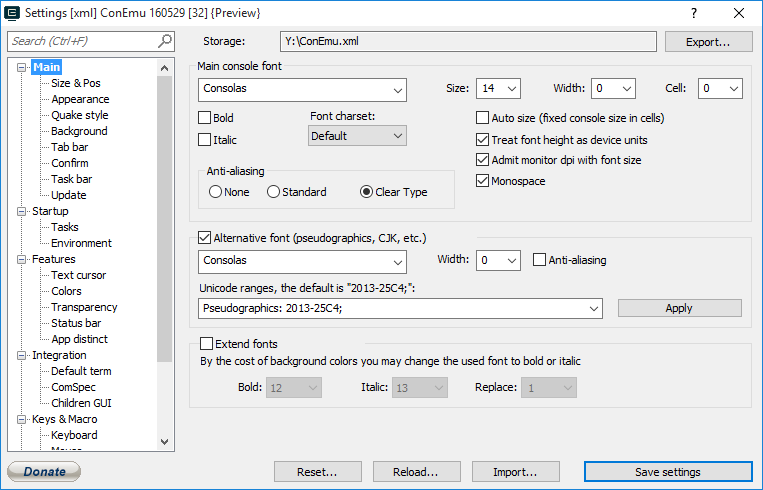 Settings [xml] ConEmu 160529 [32] {Preview}
?
Search (Ctrl+F)
Storage:
Y:\ConEmu.xml
Export...
Main
Size & Pos
Appearance
Quake style
Background
Tab bar
Confirm
Task bar
Update
Startup
Tasks
Environment
Features
Text cursor
Colors
Transparency
Status bar
App distinct
Integration
Default term
ComSpec
Children GUI
Keys & Macro
Keyboard
Mouse
Main console font
Consolas
Size: 14
Width: 0
Cell: 0
Bold
Italic
Font charset:
Default
Auto size (fixed console size in cells)
Treat font height as device units
Admit monitor dpi with font size
Monospace
Anti-aliasing
None
Standard
Clear Type
Alternative font (pseudographics, CJK, etc.)
Consolas
Width: 0
Anti-aliasing
Unicode ranges, the default is "2013-25C4;":
Pseudographics: 2013-25C4;
Apply
Extend fonts
By the cost of background colors you may change the used font to bold or italic
Bold: 12
Italic: 13
Replace: 1
Donate
Reset...
Reload...
Import...
Save settings